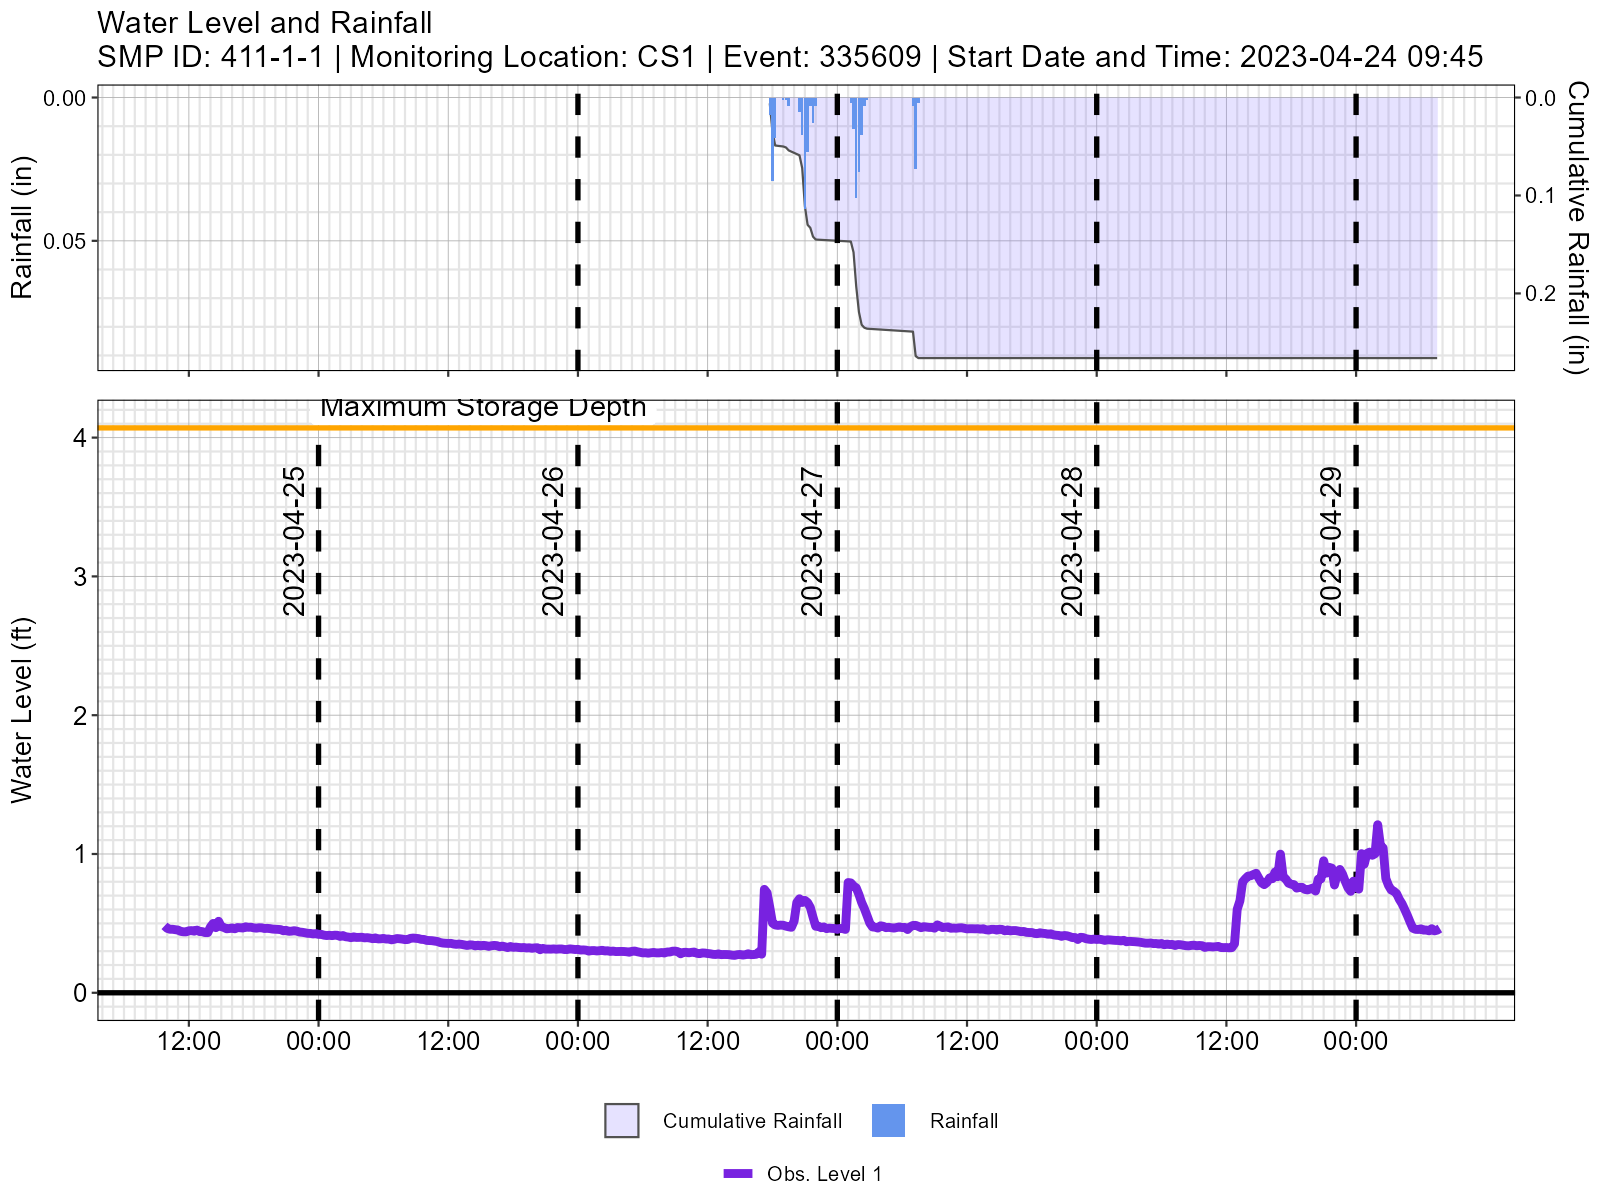 Water Level and Rainfall
SMP ID: 411-1-1 | Monitoring Location: CS1 | Event: 335609 | Start Date and Time: 2023-04-24 09:45
Rainfall (in)
0.00
0.05
0.0
0.1
0.2
Cumulative Rainfall (in)
Maximum Storage Depth
Water Level (ft)
4
3
2
1
0
2023-04-25
2023-04-26
2023-04-27
2023-04-28
2023-04-29
12:00 00:00 12:00 00:00 12:00 00:00 12:00 00:00 12:00 00:00
Cumulative Rainfall Rainfall
Obs. Level 1